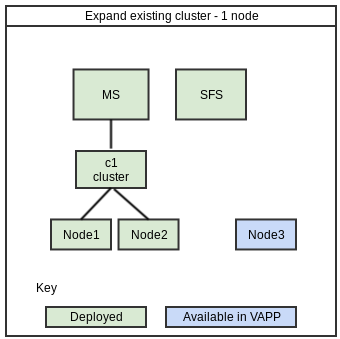 Expand existing cluster - 1 node
MS
SFS
c1
cluster
Node1
Node2
Node3
Key
Deployed
Available in VAPP